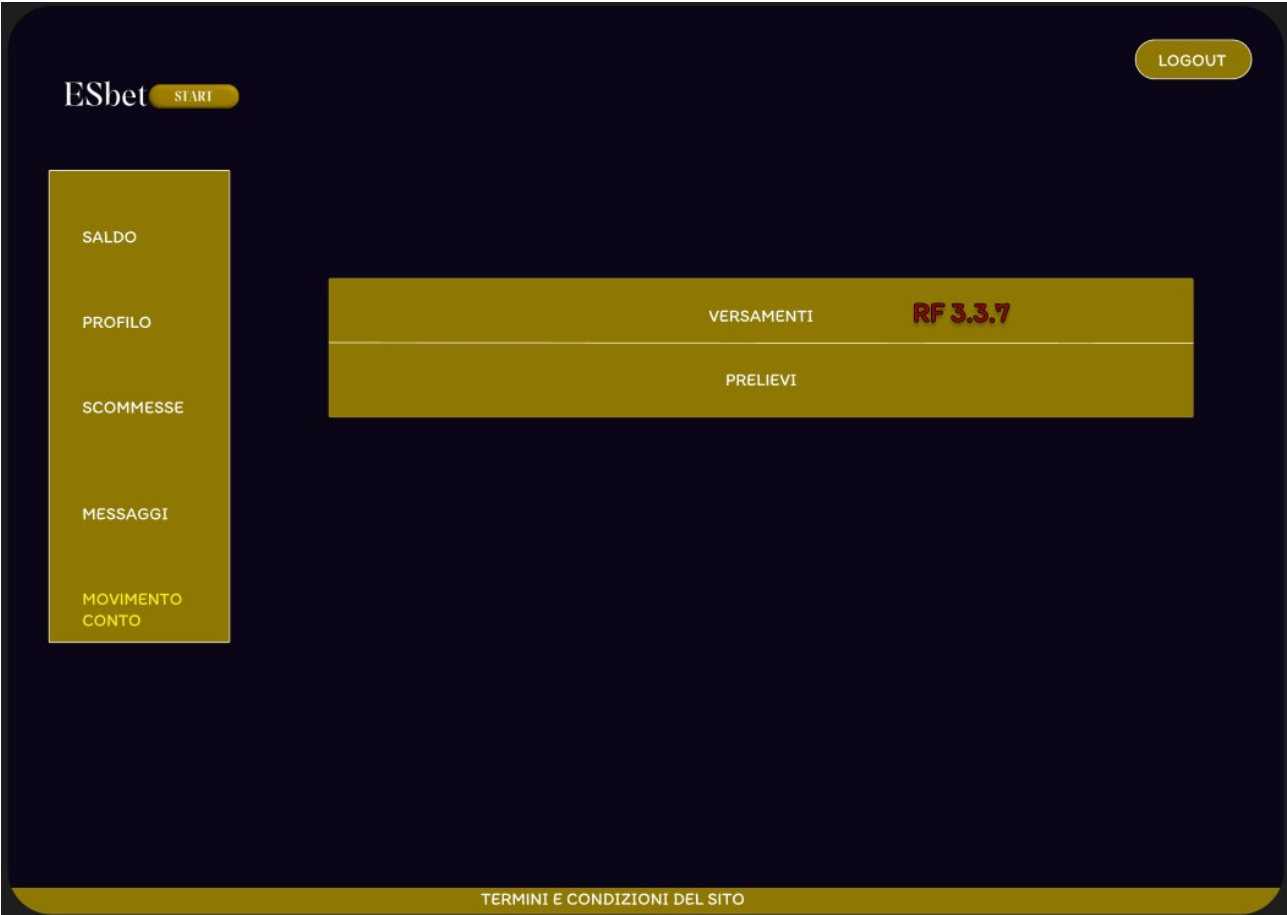 LOGOUT
ESbet START
SALDO
PROFILO
SCOMMESSE
MESSAGGI
MOVIMENTO
CONTO
VERSAMENTI RF 3.3.7
PRELIEVI
TERMINI E CONDIZIONI DEL SITO